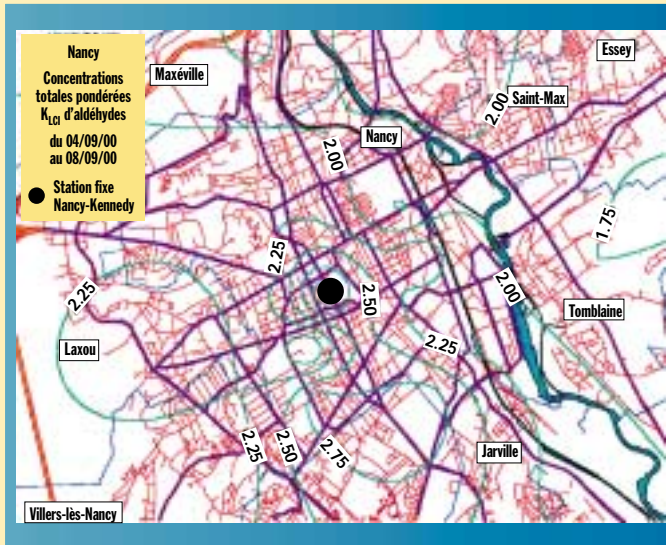 Nancy
Concentrations
totales pondérées
K_LCI d'aldéhydes
du 04/09/00
au 08/09/00
Station fixe
Nancy-Kennedy
Maxéville
Essey
Saint-Max
2.00
Nancy
2.00
1.75
2.25
2.25
2.50
2.00
Tomblaine
Laxou
2.25
2.25
2.50
2.75
Jarville
Villers-lès-Nancy